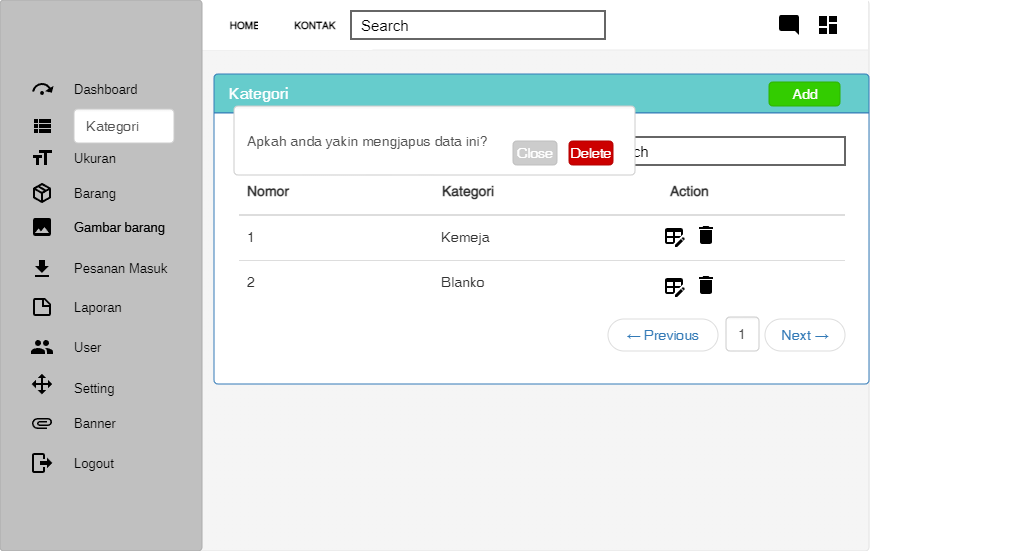 HOME KONTAK Search
Dashboard
Kategori
Ukuran
Barang
Gambar barang
Pesanan Masuk
Laporan
User
Setting
Banner
Logout
Kategori Add
Apkah anda yakin mengjapus data ini? Close Delete
ch
Nomor Kategori Action
1 Kemeja
2 Blanko
← Previous 1 Next →